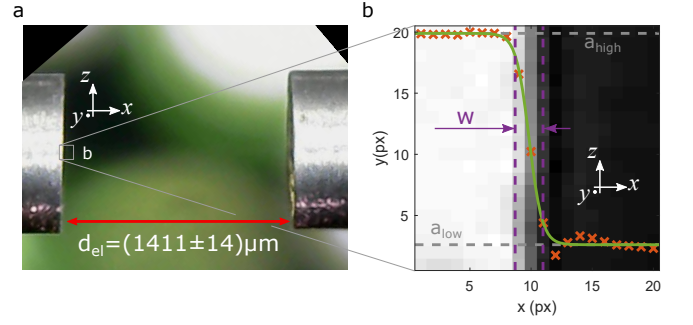 a
z
x
y
b
d_el=(1411±14)µm
b
20
15
10
5
y(px)
a_high
w
z
x
y
a_low
5
10
15
20
x (px)